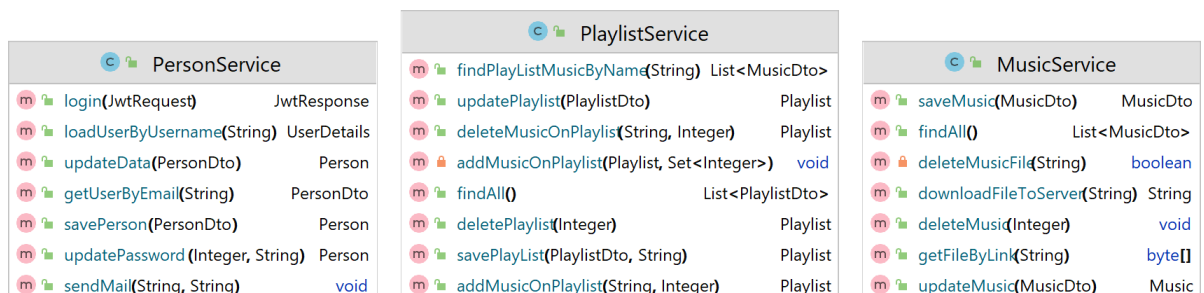 PersonService
login(JwtRequest) JwtResponse
loadUserByUsername(String) UserDetails
updateData(PersonDto) Person
getUserByEmail(String) PersonDto
savePerson(PersonDto) Person
updatePassword(Integer, String) Person
sendMail(String, String) void
PlaylistService
findPlayListMusicByName(String) List<MusicDto>
updatePlaylist(PlaylistDto) Playlist
deleteMusicOnPlaylist(String, Integer) Playlist
addMusicOnPlaylist(Playlist, Set<Integer>) void
findAll() List<PlaylistDto>
deletePlaylist(Integer) Playlist
savePlayList(PlaylistDto, String) Playlist
addMusicOnPlaylist(String, Integer) Playlist
MusicService
saveMusic(MusicDto) MusicDto
findAll() List<MusicDto>
deleteMusicFile(String) boolean
downloadFileToServer(String) String
deleteMusic(Integer) void
getFileByLink(String) byte[]
updateMusic(MusicDto) Music